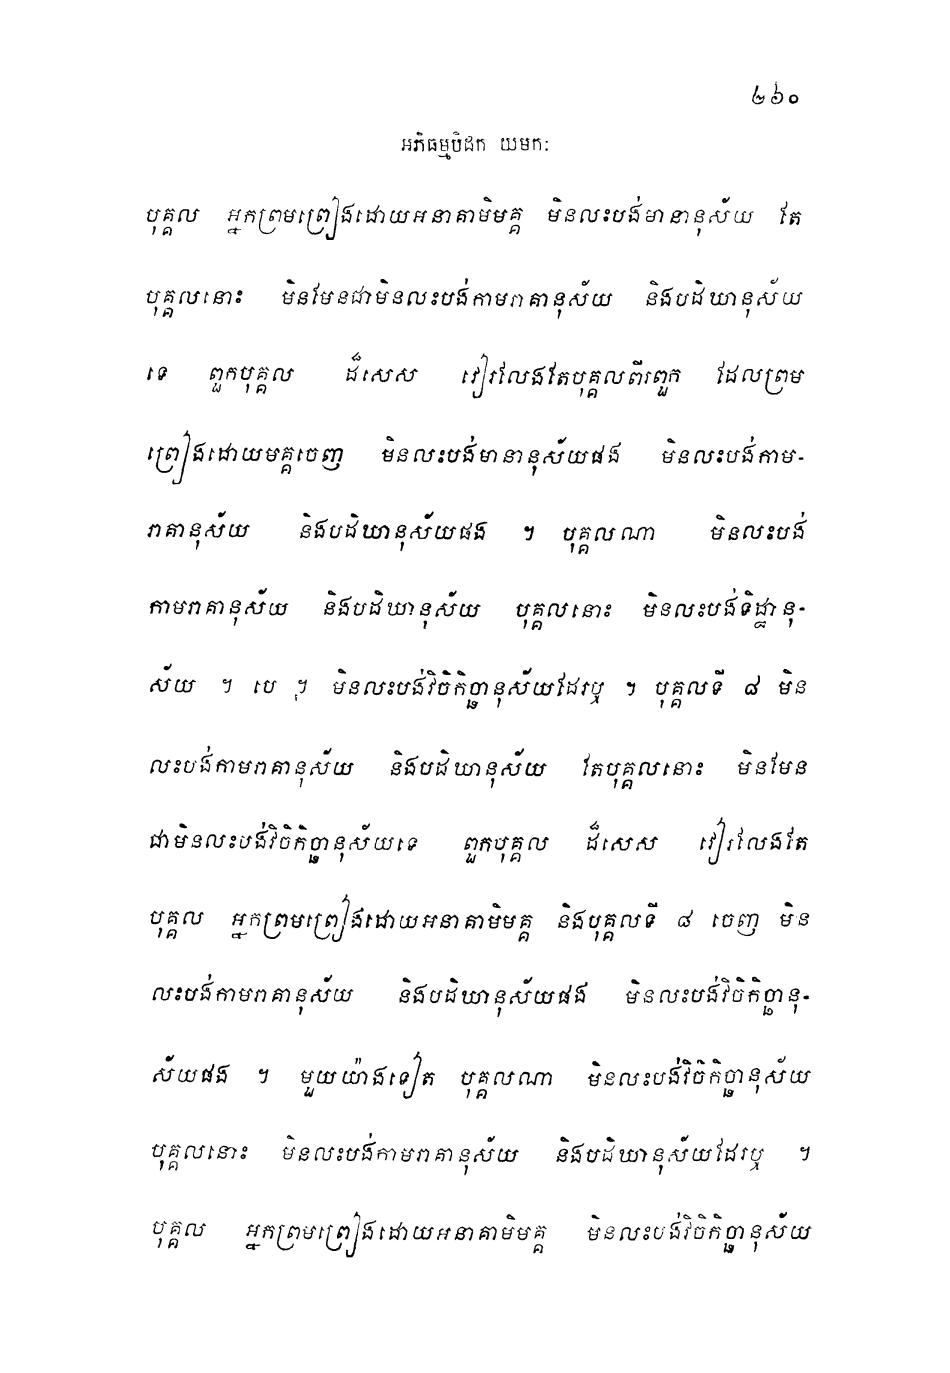 ២៦០
អភិធម្មបិដក យមកៈ
បុគ្គល អ្នកព្រមព្រៀងដោយអនាគាមិមគ្គ មិនលះបង់មានានុស័យ តែ
បុគ្គលនោះ មិនមែនជាមិនលះបង់កាមរាគានុស័យ និងបដិឃានុស័យ
ទេ ពួកបុគ្គល ដ៏សេស វៀរលែងតែបុគ្គលពីរពួក ដែលព្រម
ព្រៀងដោយមគ្គចេញ មិនលះបង់មានានុស័យផង មិនលះបង់កាម-
រាគានុស័យ និងបដិឃានុស័យផង ។ បុគ្គលណា មិនលះបង់
កាមរាគានុស័យ និងបដិឃានុស័យ បុគ្គលនោះ មិនលះបង់ទិដ្ឋានុ-
ស័យ ។ បេ ។ មិនលះបង់វិចិកិច្ឆានុស័យដែរឬ ។ បុគ្គលទី ៨ មិន
លះបង់កាមរាគានុស័យ និងបដិឃានុស័យ តែបុគ្គលនោះ មិនមែន
ជាមិនលះបង់វិចិកិច្ឆានុស័យទេ ពួកបុគ្គល ដ៏សេស វៀរលែងតែ
បុគ្គល អ្នកព្រមព្រៀងដោយអនាគាមិមគ្គ និងបុគ្គលទី ៨ ចេញ មិន
លះបង់កាមរាគានុស័យ និងបដិឃានុស័យផង មិនលះបង់វិចិកិច្ឆានុ-
ស័យផង ។ មួយយ៉ាងទៀត បុគ្គលណា មិនលះបង់វិចិកិច្ឆានុស័យ
បុគ្គលនោះ មិនលះបង់កាមរាគានុស័យ និងបដិឃានុស័យដែរឬ ។
បុគ្គល អ្នកព្រមព្រៀងដោយអនាគាមិមគ្គ មិនលះបង់វិចិកិច្ឆានុស័យ